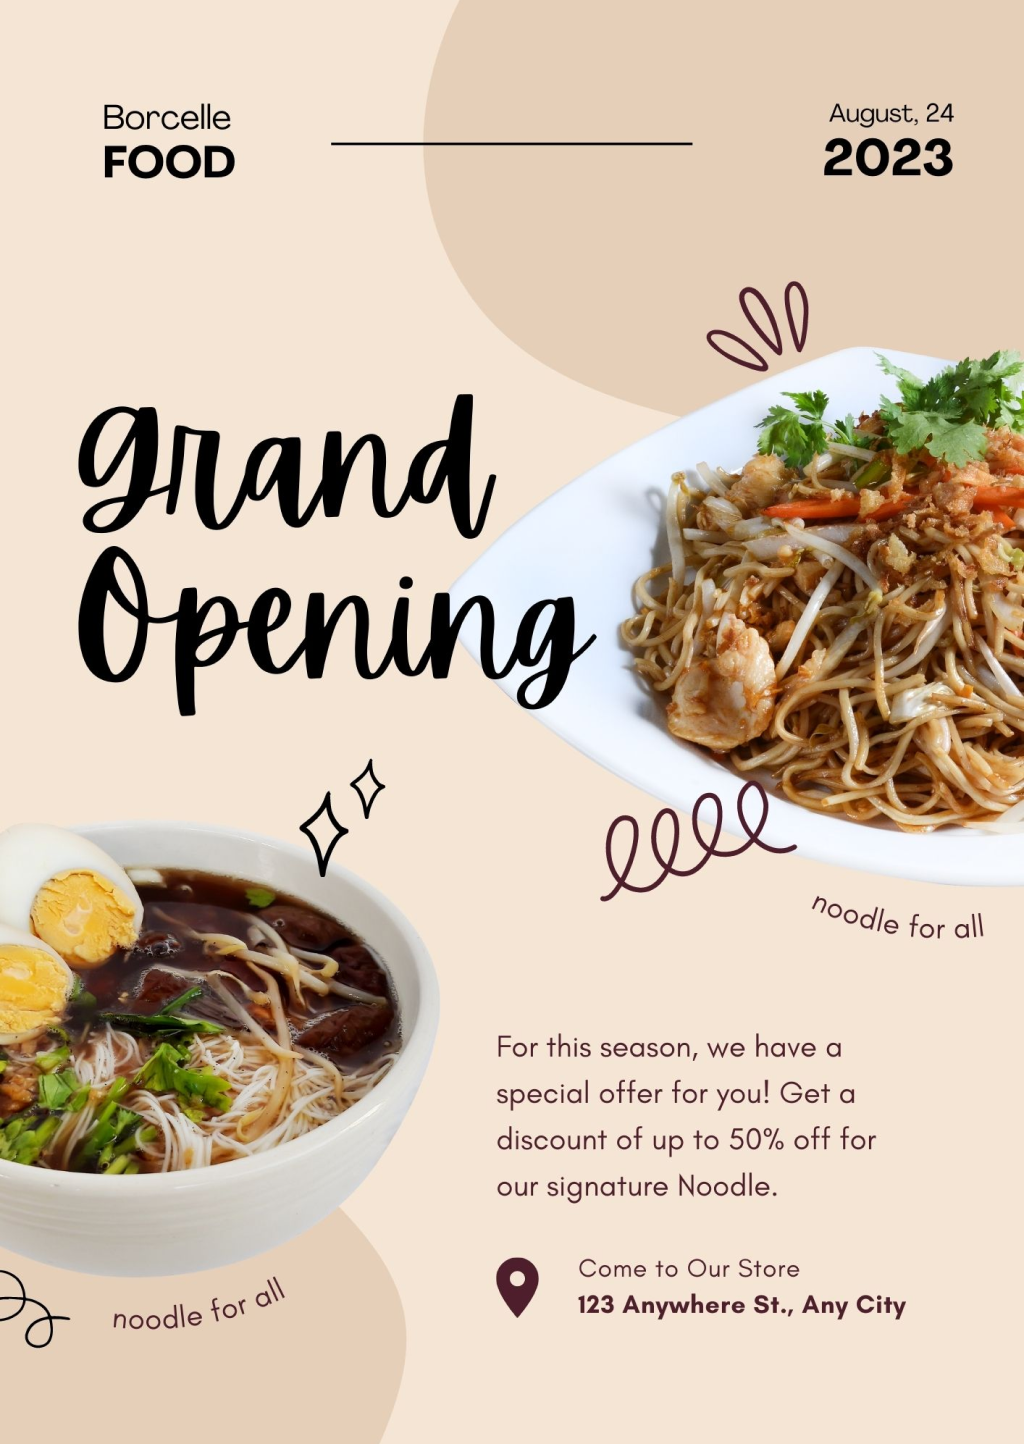 Borcelle
FOOD
August, 24
2023
Grand
Opening
noodle for all
For this season, we have a
special offer for you! Get a
discount of up to 50% off for
our signature Noodle.
Come to Our Store
123 Anywhere St., Any City
noodle for all